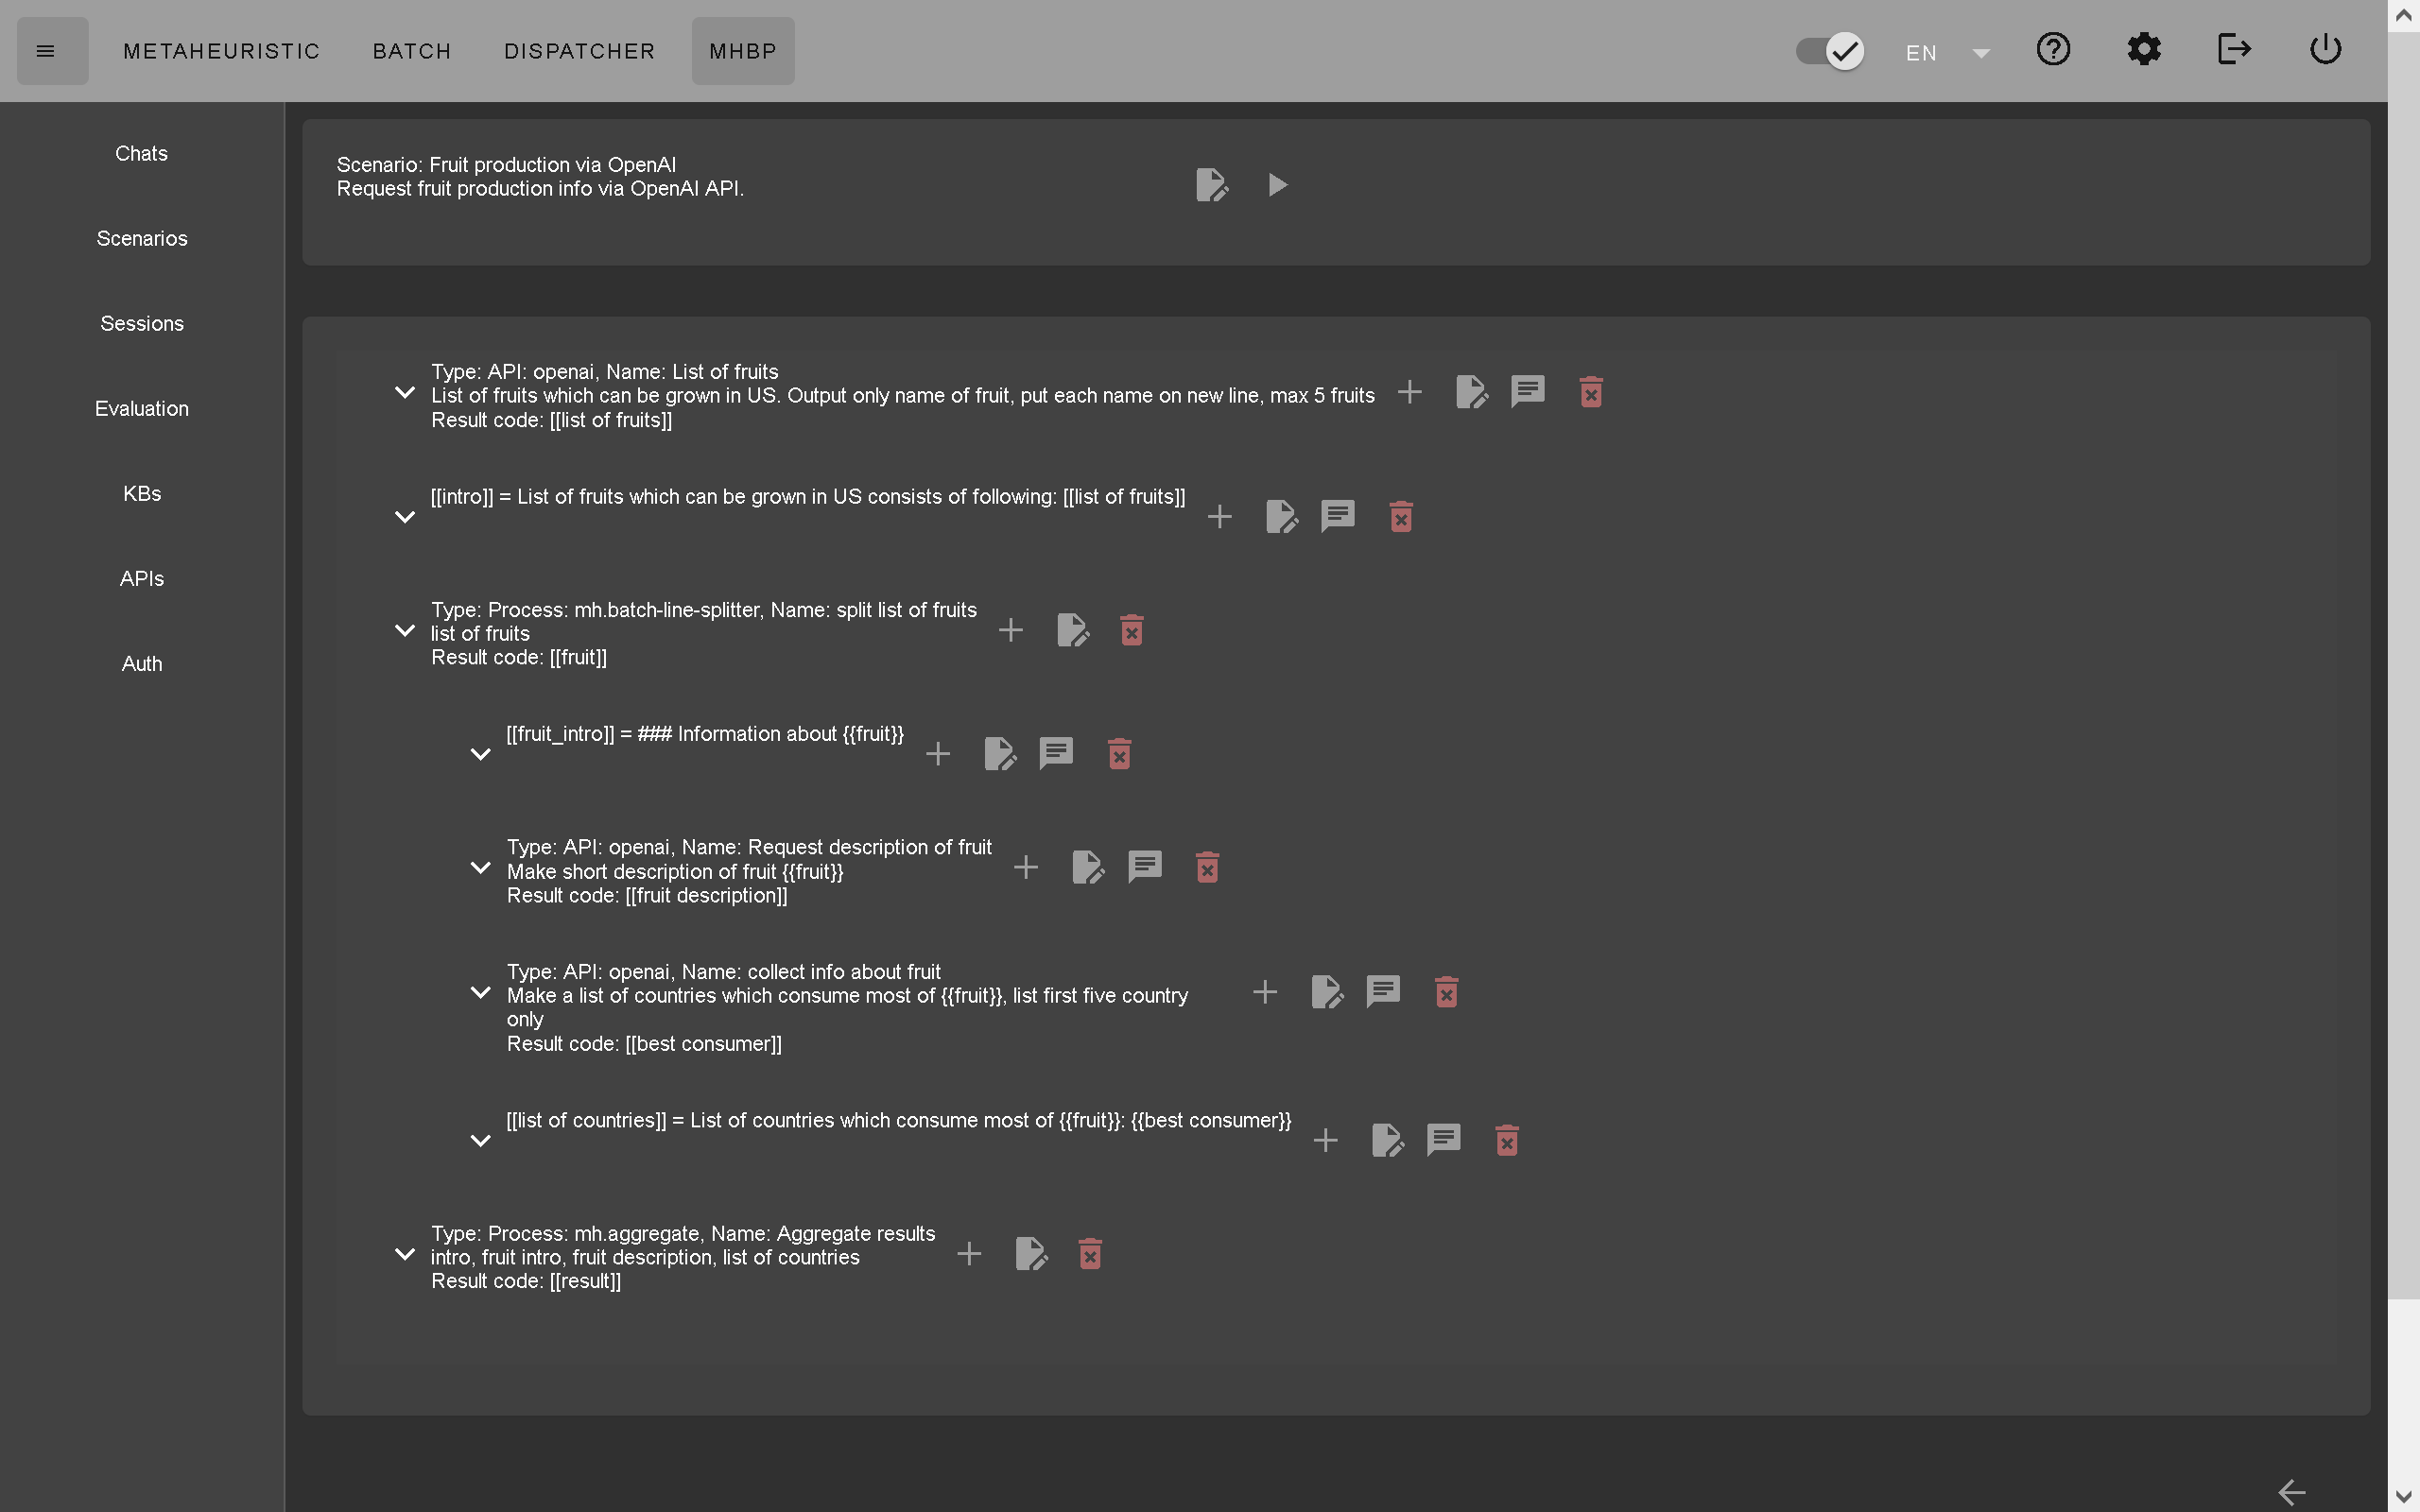 METAHEURISTIC BATCH DISPATCHER MHBP EN
Chats
Scenarios
Sessions
Evaluation
KBs
APIs
Auth
Scenario: Fruit production via OpenAI
Request fruit production info via OpenAI API.
Type: API: openai, Name: List of fruits
List of fruits which can be grown in US. Output only name of fruit, put each name on new line, max 5 fruits
Result code: [[list of fruits]]
[[intro]] = List of fruits which can be grown in US consists of following: [[list of fruits]]
Type: Process: mh.batch-line-splitter, Name: split list of fruits
list of fruits
Result code: [[fruit]]
[[fruit_intro]] = ### Information about {{fruit}}
Type: API: openai, Name: Request description of fruit
Make short description of fruit {{fruit}}
Result code: [[fruit description]]
Type: API: openai, Name: collect info about fruit
Make a list of countries which consume most of {{fruit}}, list first five country
only
Result code: [[best consumer]]
[[list of countries]] = List of countries which consume most of {{fruit}}: {{best consumer}}
Type: Process: mh.aggregate, Name: Aggregate results
intro, fruit intro, fruit description, list of countries
Result code: [[result]]